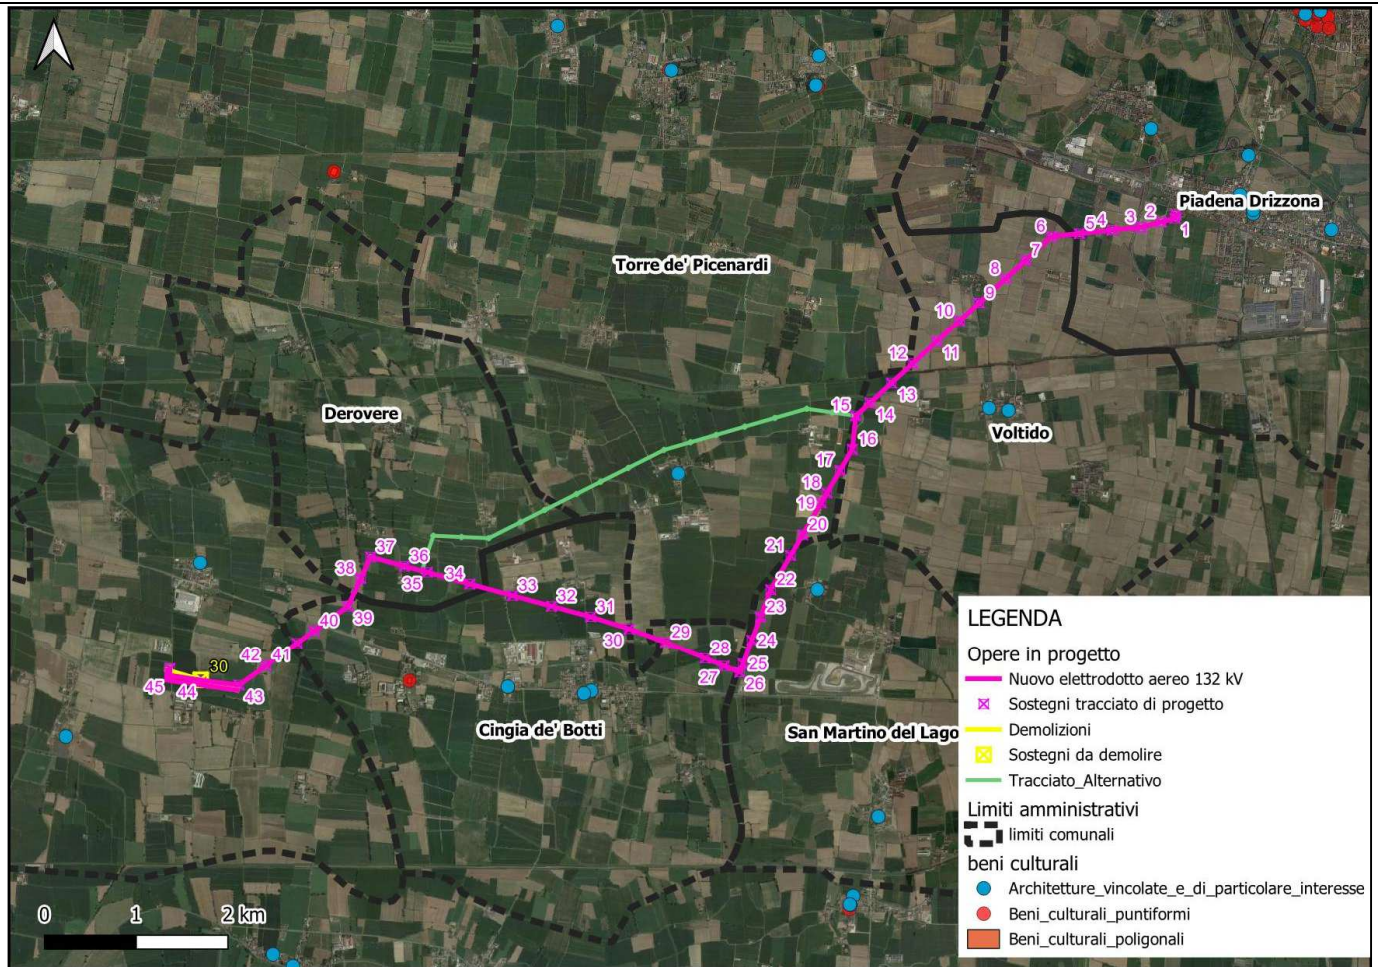 Piadena Drizzona
1
2
3
4
5
6
7
8
9
10
11
12
13
14
15
16
17
18
19
20
21
22
23
24
25
26
27
28
29
30
31
32
33
34
35
36
37
38
39
40
41
42
43
44
45
30
Torre de' Picenardi
Derovere
Voltido
Cingia de' Botti
San Martino del Lago
LEGENDA
Opere in progetto
Nuovo elettrodotto aereo 132 kV
Sostegni tracciato di progetto
Demolizioni
Sostegni da demolire
Tracciato_Alternativo
Limiti amministrativi
limiti comunali
beni culturali
Architetture_vincolate_e_di_particolare_interesse
Beni_culturali_puntiformi
Beni_culturali_poligonali
0 1 2 km